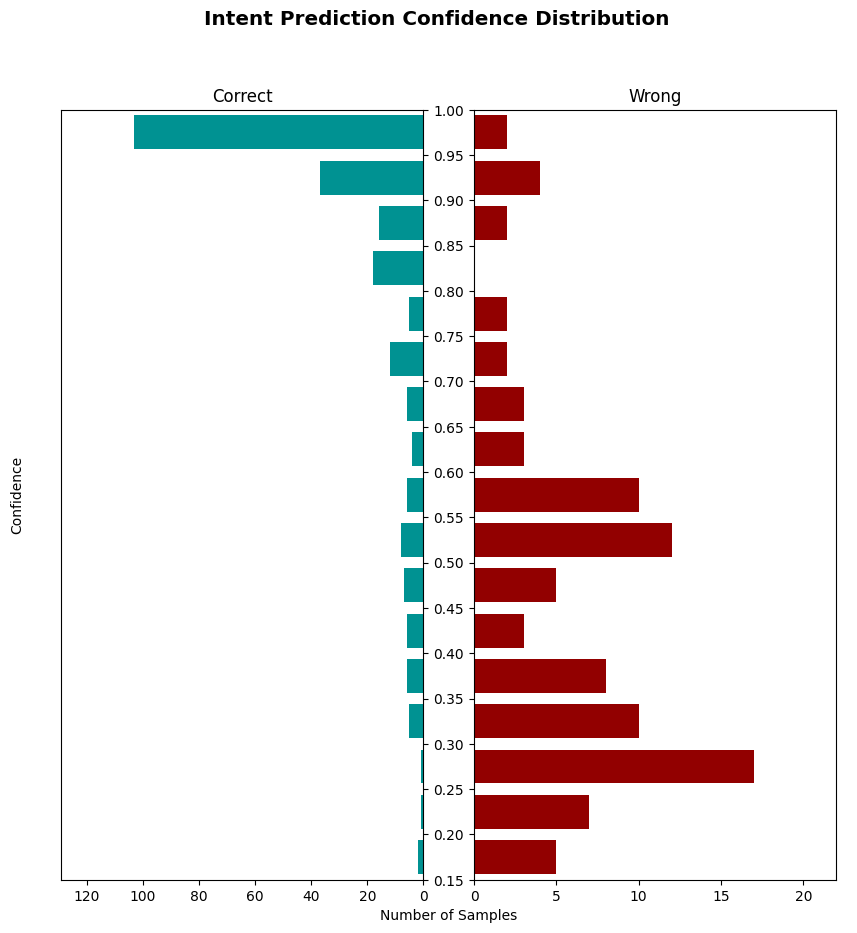 Intent Prediction Confidence Distribution
Correct
Wrong
1.00
0.95
0.90
0.85
0.80
0.75
0.70
0.65
0.60
0.55
0.50
0.45
0.40
0.35
0.30
0.25
0.20
0.15
Confidence
120 100 80 60 40 20 0
0 5 10 15 20
Number of Samples